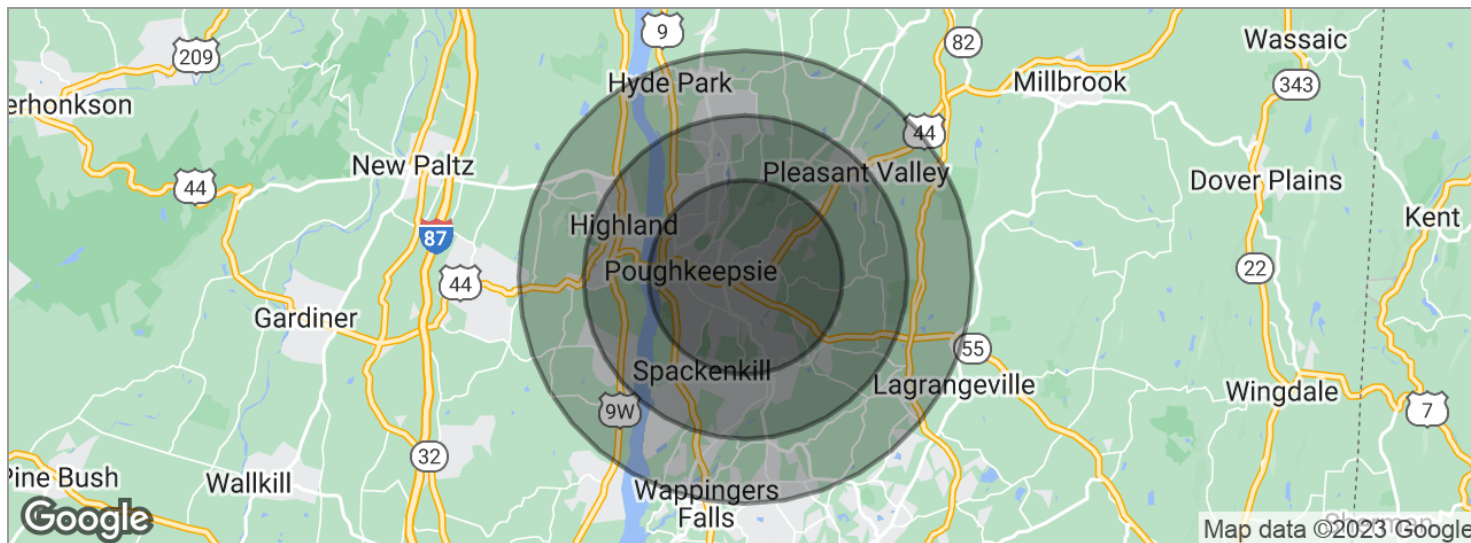 9
82
Wassaic
209
Hyde Park
Millbrook
343
erhonkson
44
New Paltz
Pleasant Valley
44
Dover Plains
Kent
Highland
87
Poughkeepsie
22
44
Gardiner
55
Spackenkill
Lagrangeville
Wingdale
9W
7
32
Pine Bush
Wallkill
Wappingers
Falls
Google
Sherman
Map data ©2023 Google